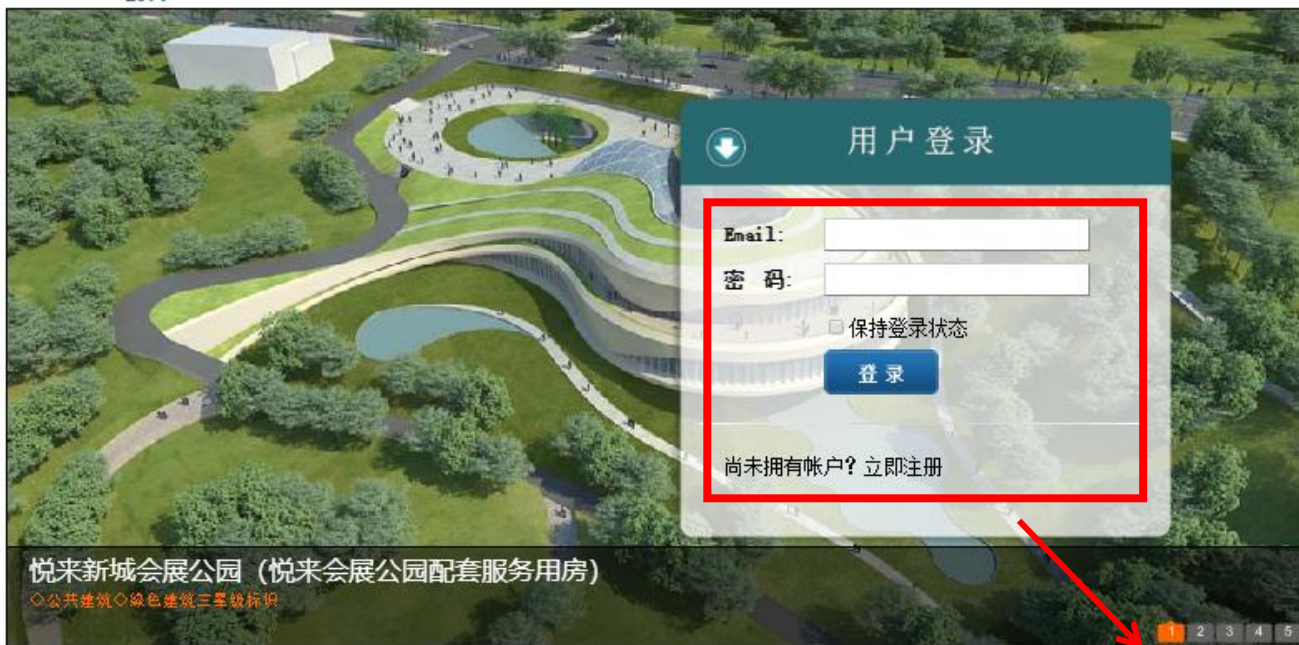 用户登录
Email:
密 码:
保持登录状态
登录
尚未拥有帐户？立即注册
悦来新城会展公园（悦来会展公园配套服务用房）
◇公共建筑◇绿色建筑三星级标识
1 2 3 4 5